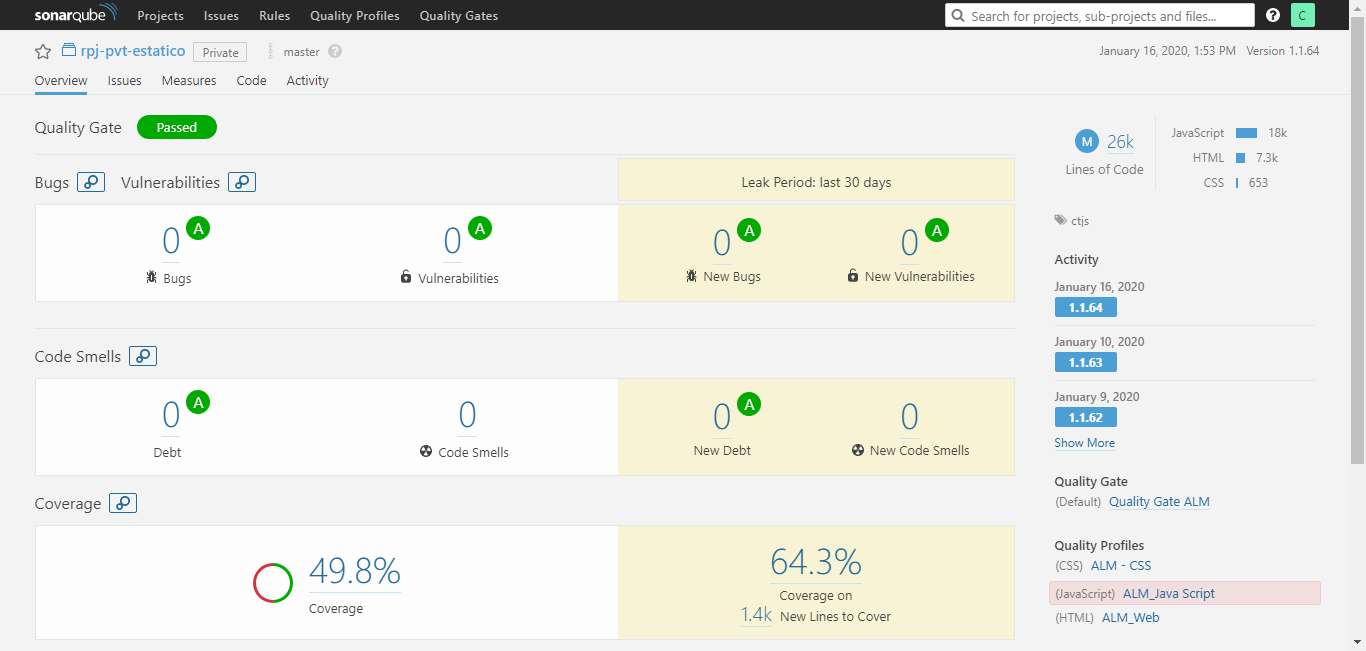 sonarqube Projects Issues Rules Quality Profiles Quality Gates Search for projects, sub-projects and files... ? C
rpj-pvt-estatico Private master ? January 16, 2020, 1:53 PM Version 1.1.64
Overview Issues Measures Code Activity
Quality Gate Passed
Bugs Vulnerabilities
Leak Period: last 30 days
0 A
Bugs
0 A
Vulnerabilities
0 A
New Bugs
0 A
New Vulnerabilities
Code Smells
0 A
Debt
0
Code Smells
0 A
New Debt
0
New Code Smells
Coverage
49.8%
Coverage
64.3%
Coverage on
1.4k New Lines to Cover
M 26k
Lines of Code
JavaScript 18k
HTML 7.3k
CSS 653
ctjs
Activity
January 16, 2020
1.1.64
January 10, 2020
1.1.63
January 9, 2020
1.1.62
Show More
Quality Gate
(Default) Quality Gate ALM
Quality Profiles
(CSS) ALM - CSS
(JavaScript) ALM_Java Script
(HTML) ALM_Web